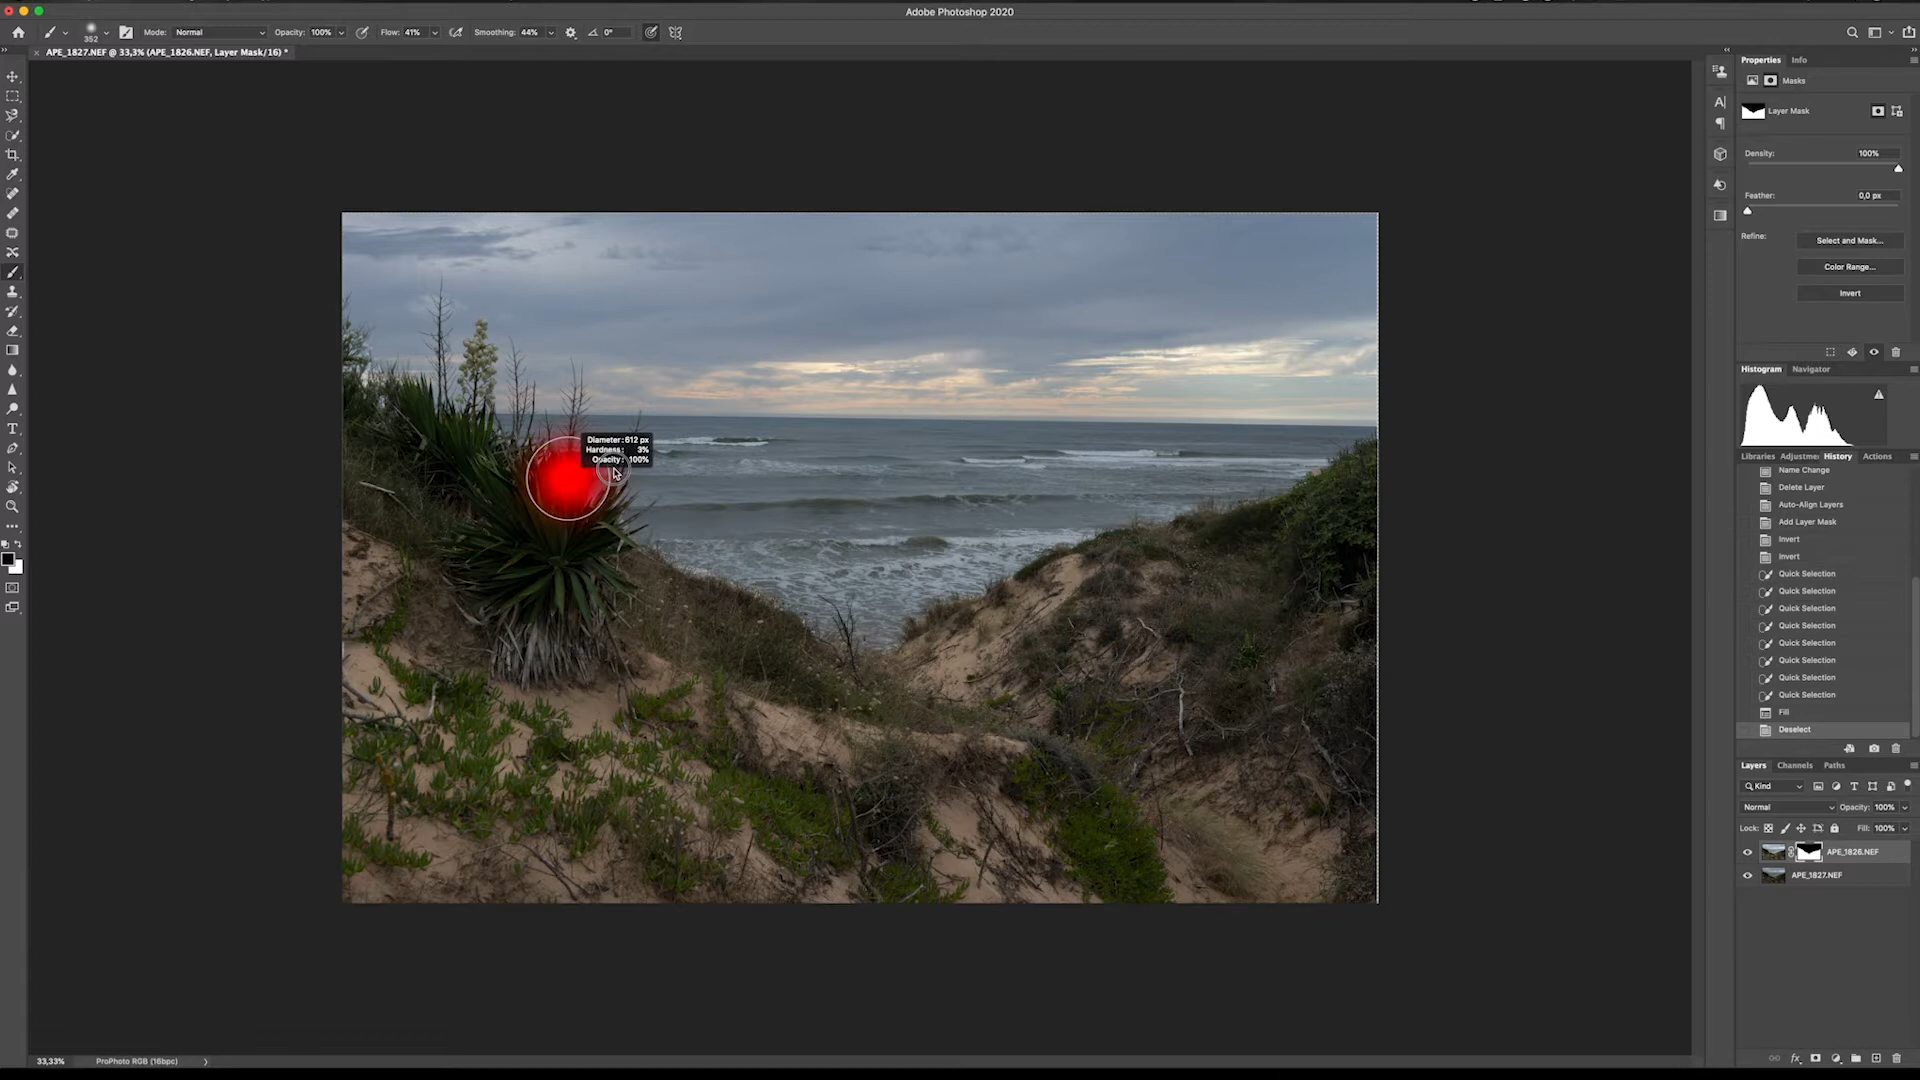 Adobe Photoshop 2020
352
Mode: Normal
Opacity: 100%
Flow: 41%
Smoothing: 44%
0°
APE_1827.NEF @ 33,3% (APE_1826.NEF, Layer Mask/16) *
Properties Info
Masks
Layer Mask
Density: 100%
Feather: 0,0 px
Refine: Select and Mask...
Color Range...
Invert
Histogram Navigator
Libraries Adjustme: History Actions
Name Change
Delete Layer
Auto-Align Layers
Add Layer Mask
Invert
Invert
Quick Selection
Quick Selection
Quick Selection
Quick Selection
Quick Selection
Quick Selection
Quick Selection
Quick Selection
Fill
Deselect
Diameter: 612 px
Hardness: 3%
Opacity: 100%
Layers Channels Paths
Kind
Normal Opacity: 100%
Lock: Fill: 100%
APE_1826.NEF
APE_1827.NEF
fx
33,33% ProPhoto RGB (16bpc)